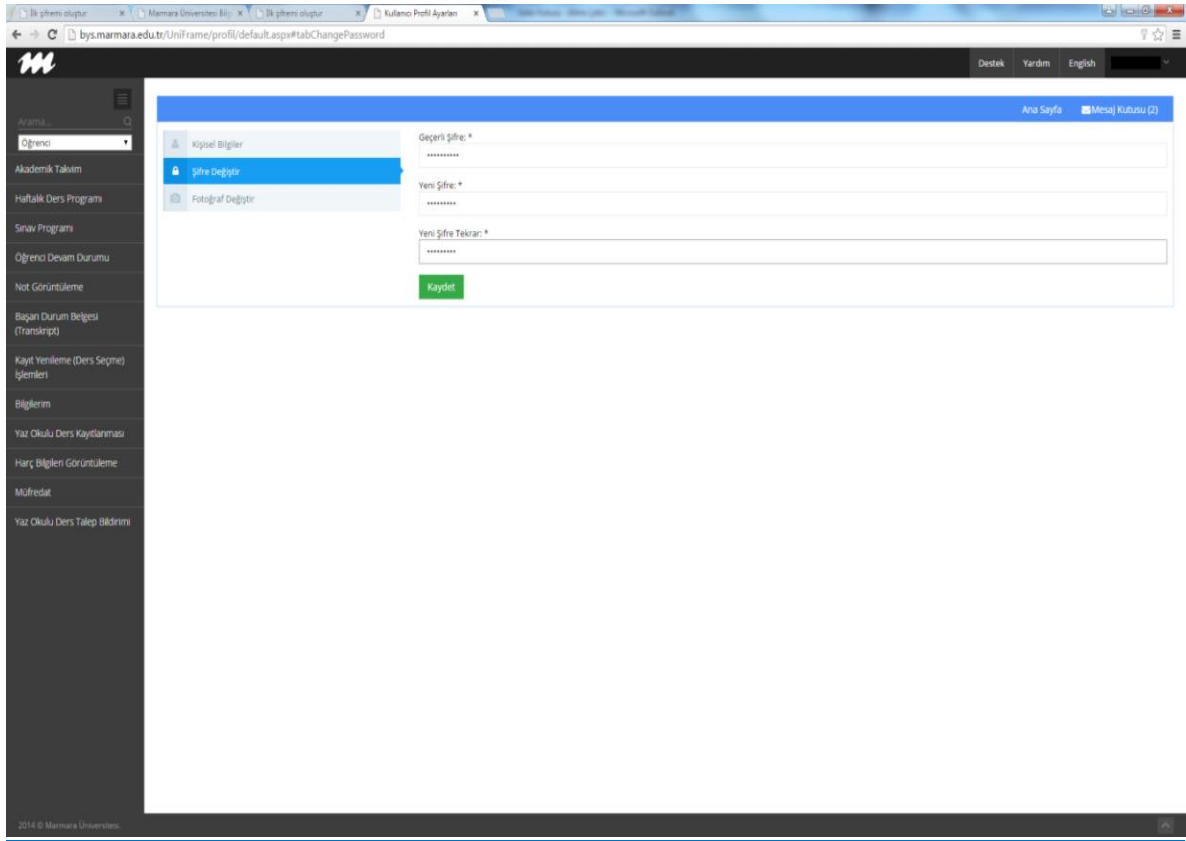 İlk şifremi oluştur
Marmara Üniversitesi Bilgi
İlk şifremi oluştur
Kullanıcı Profil Ayarları
bys.marmara.edu.tr/UniFrame/profil/default.aspx#tabChangePassword
m
Destek Yardım English
Arama...
Öğrenci
Ana Sayfa Mesaj Kutusu (2)
Akademik Takvim
Haftalık Ders Programı
Sınav Programı
Öğrenci Devam Durumu
Not Görüntüleme
Başarı Durum Belgesi
(Transkript)
Kayıt Yenileme (Ders Seçme)
İşlemleri
Bilgilerim
Yaz Okulu Ders Kayıtlanması
Harç Bilgileri Görüntüleme
Müfredat
Yaz Okulu Ders Talep Bildirimi
Kişisel Bilgiler
Şifre Değiştir
Fotoğraf Değiştir
Geçerli Şifre: *
••••••••••
Yeni Şifre: *
•••••••••
Yeni Şifre Tekrar: *
•••••••••
Kaydet
2014 © Marmara Üniversitesi.